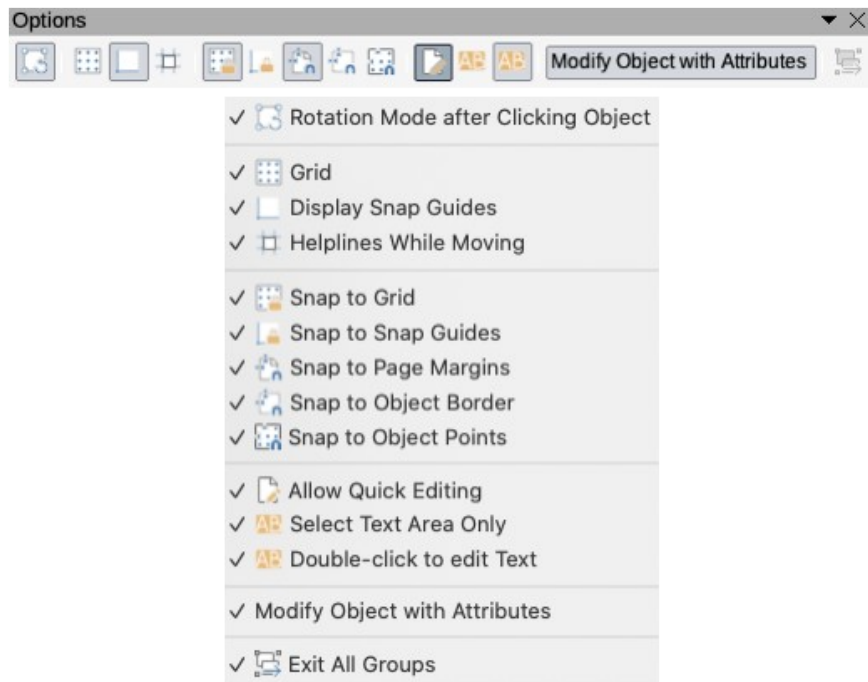 Options
Modify Object with Attributes
Rotation Mode after Clicking Object
Grid
Display Snap Guides
Helplines While Moving
Snap to Grid
Snap to Snap Guides
Snap to Page Margins
Snap to Object Border
Snap to Object Points
Allow Quick Editing
Select Text Area Only
Double-click to edit Text
Modify Object with Attributes
Exit All Groups